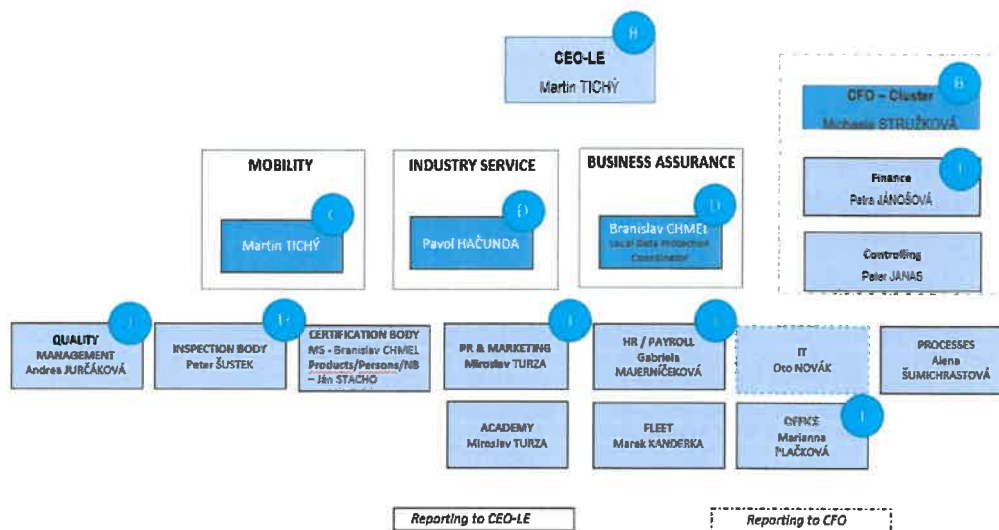 CEO-LE
Martin TICHÝ
CFO – Cluster
Michaela STRUŽKOVÁ
MOBILITY
INDUSTRY SERVICE
BUSINESS ASSURANCE
Finance
Petra JÁNOŠOVÁ
Martin TICHÝ
Pavol HAČUNDA
Branislav CHMEL
Local Data Protection
Coordinator
Controlling
Peter JANAS
QUALITY
MANAGEMENT
Andrea JURČÁKOVÁ
INSPECTION BODY
Peter ŠUSTEK
CERTIFICATION BODY
MS - Branislav CHMEL
Products/Persons/NB
– Ján STACHO
PR & MARKETING
Miroslav TURZA
HR / PAYROLL
Gabriela
MAJERNÍČEKOVÁ
IT
Oto NOVÁK
PROCESSES
Alena
ŠUMICHRASTOVÁ
ACADEMY
Miroslav TURZA
FLEET
Marek KANDERKA
OFFICE
Marianna
Reporting to CEO-LE
Reporting to CFO